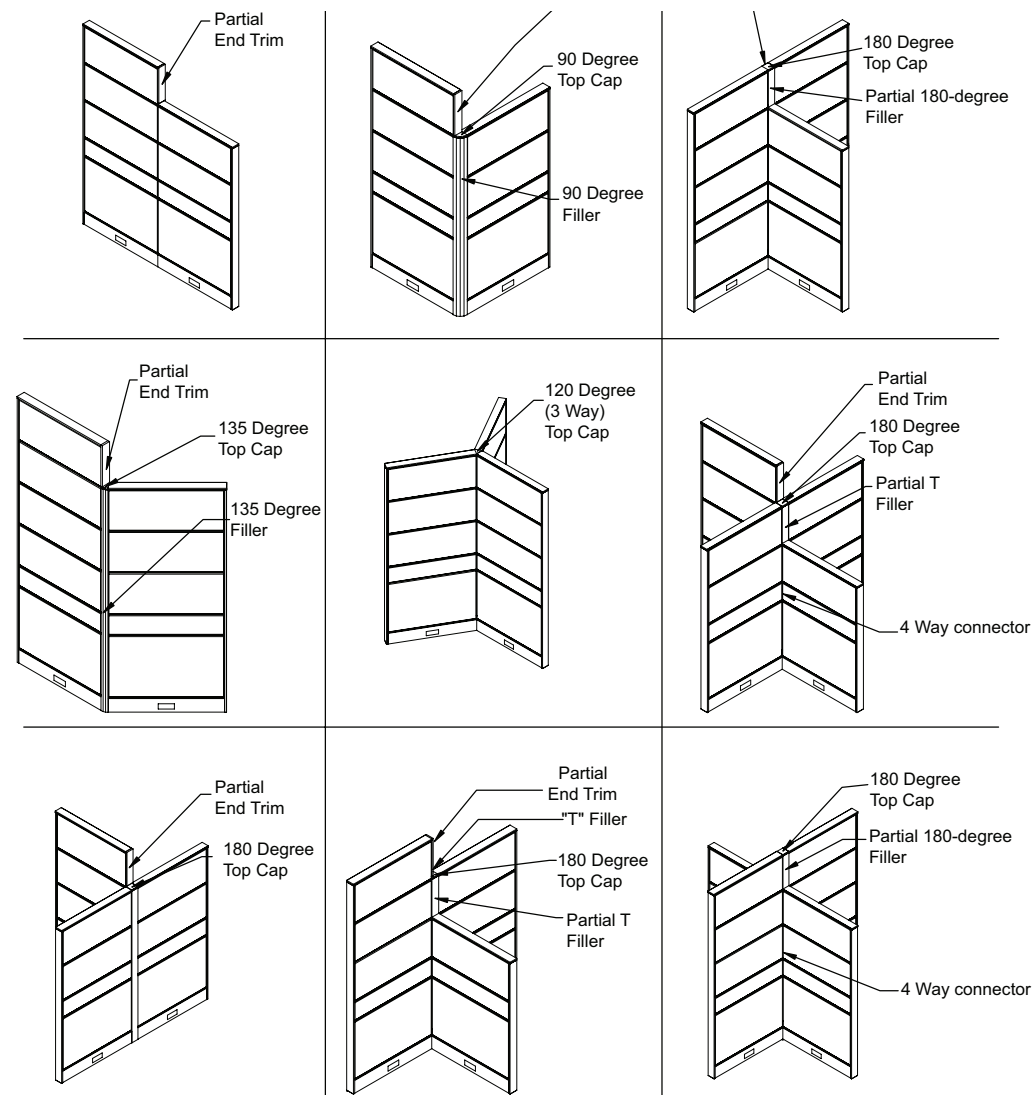 Partial
End Trim
90 Degree
Top Cap
90 Degree
Filler
180 Degree
Top Cap
Partial 180-degree
Filler
Partial
End Trim
135 Degree
Top Cap
135 Degree
Filler
120 Degree
(3 Way)
Top Cap
Partial
End Trim
180 Degree
Top Cap
Partial T
Filler
4 Way connector
Partial
End Trim
180 Degree
Top Cap
Partial
End Trim
"T" Filler
180 Degree
Top Cap
Partial T
Filler
180 Degree
Top Cap
Partial 180-degree
Filler
4 Way connector